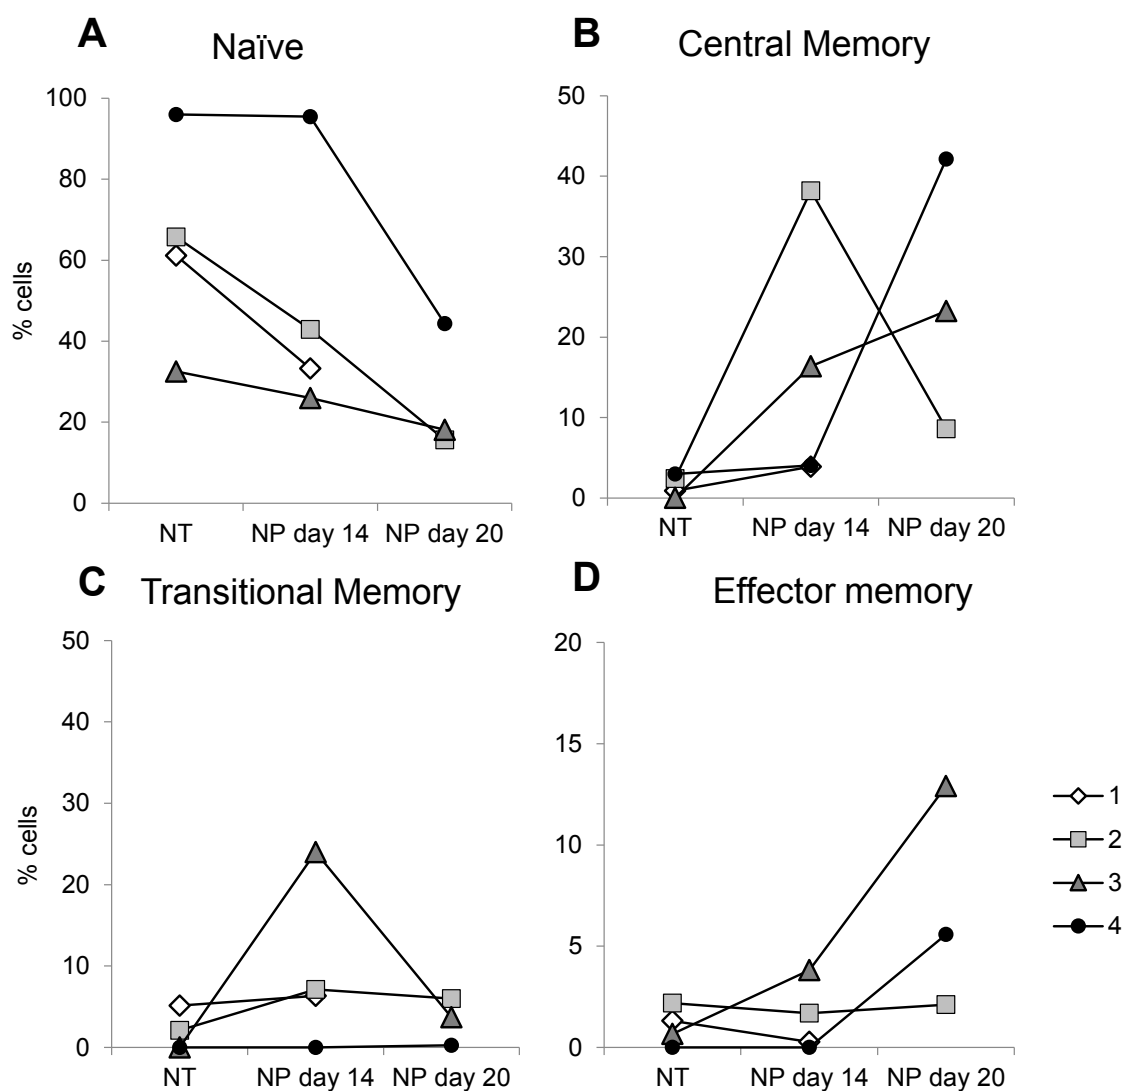 A
Naïve
100
80
60
40
20
0
% cells
NT
NP day 14
NP day 20
B
Central Memory
50
40
30
20
10
0
NT
NP day 14
NP day 20
C
Transitional Memory
50
40
30
20
10
0
% cells
NT
NP day 14
NP day 20
D
Effector memory
20
15
10
5
0
NT
NP day 14
NP day 20
1
2
3
4